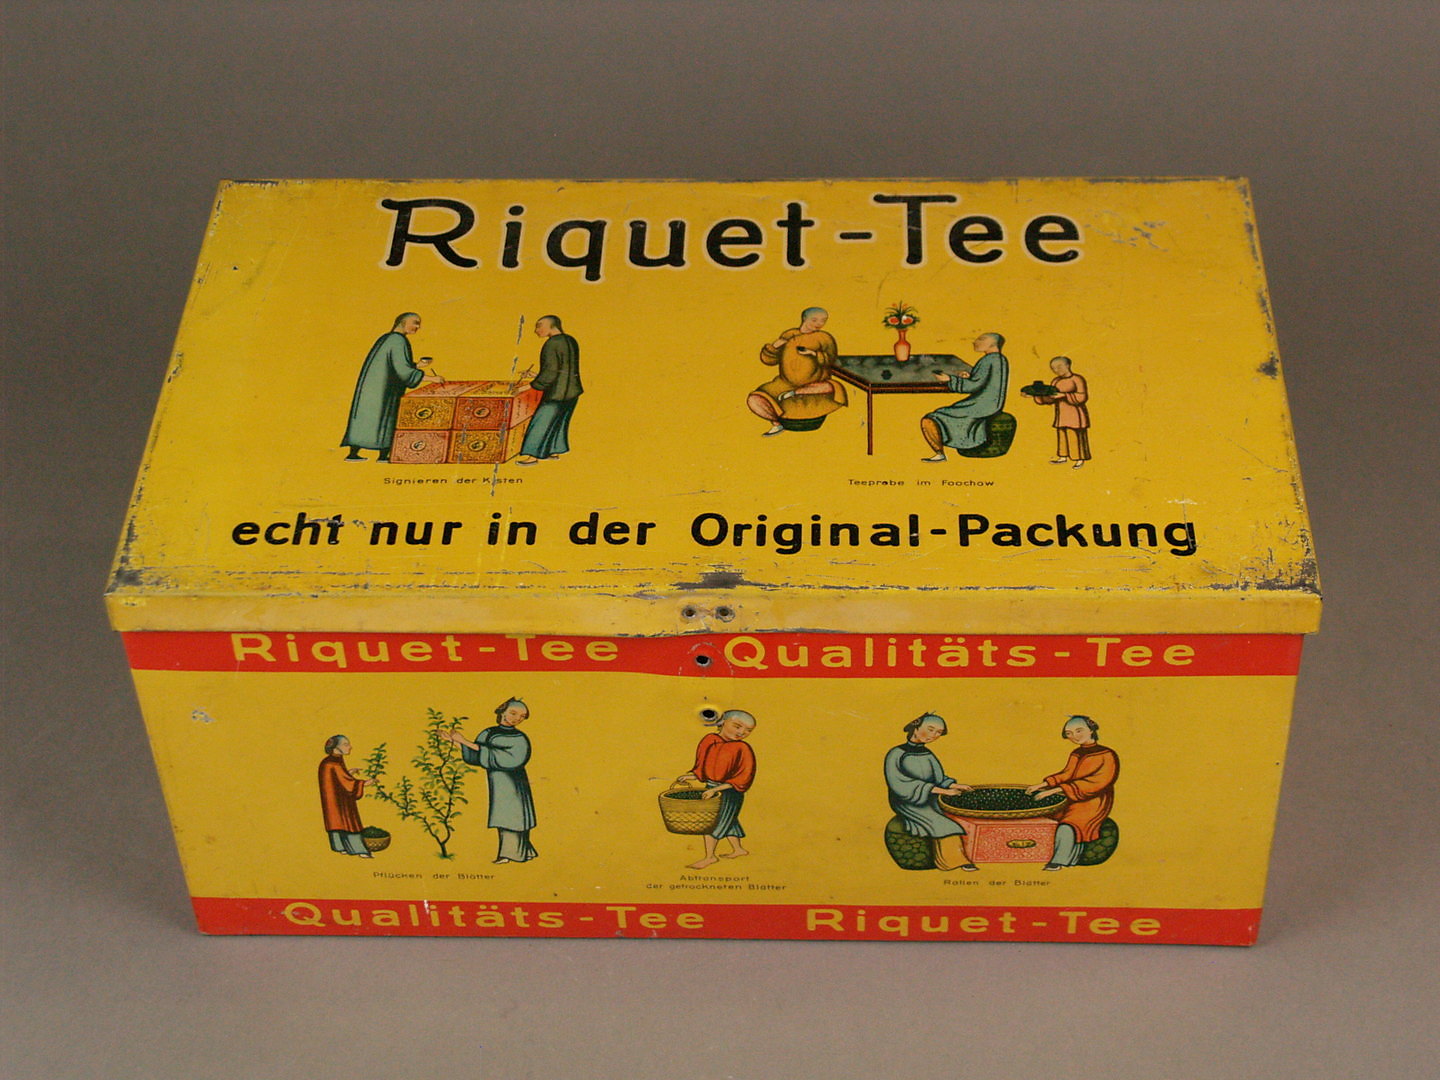 Riquet-Tee
Signieren der Kisten
Teeprobe im Foochow
echt nur in der Original-Packung
Riquet-Tee Qualitäts-Tee
Pflücken der Blätter
Abtransport
der getrockneten Blätter
Rollen der Blätter
Qualitäts-Tee Riquet-Tee